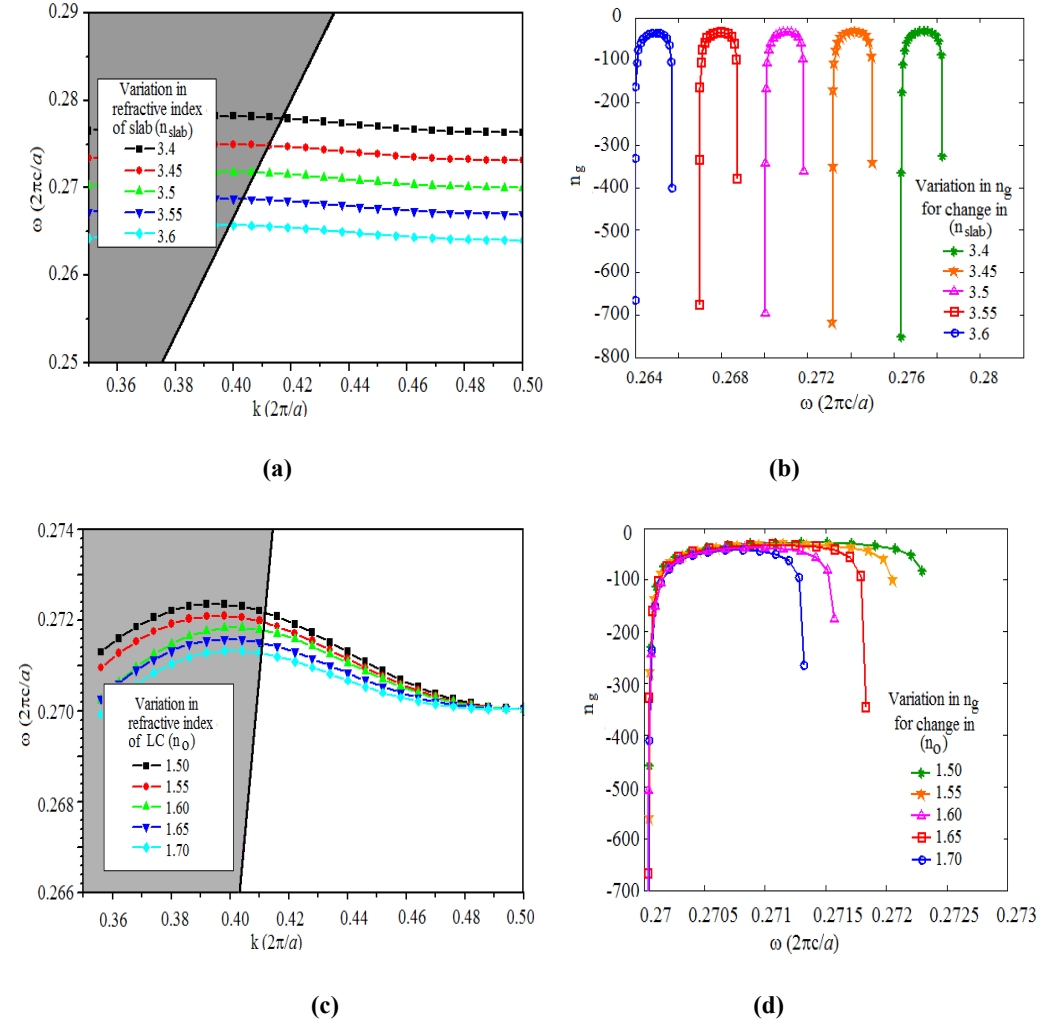 0.29
0.28
0.27
0.26
0.25
ω (2πc/a)
Variation in
refractive index
of slab (n_slab)
3.4
3.45
3.5
3.55
3.6
0.36 0.38 0.40 0.42 0.44 0.46 0.48 0.50
k (2π/a)
(a)
0
-100
-200
-300
-400
-500
-600
-700
-800
n_g
Variation in n_g
for change in
(n_slab)
3.4
3.45
3.5
3.55
3.6
0.264 0.268 0.272 0.276 0.28
ω (2πc/a)
(b)
0.274
0.272
0.270
0.268
0.266
ω (2πc/a)
Variation in
refractive index
of LC (n_o)
1.50
1.55
1.60
1.65
1.70
0.36 0.38 0.40 0.42 0.44 0.46 0.48 0.50
k (2π/a)
(c)
0
-100
-200
-300
-400
-500
-600
-700
n_g
Variation in n_g
for change in
(n_o)
1.50
1.55
1.60
1.65
1.70
0.27 0.2705 0.271 0.2715 0.272 0.2725 0.273
ω (2πc/a)
(d)